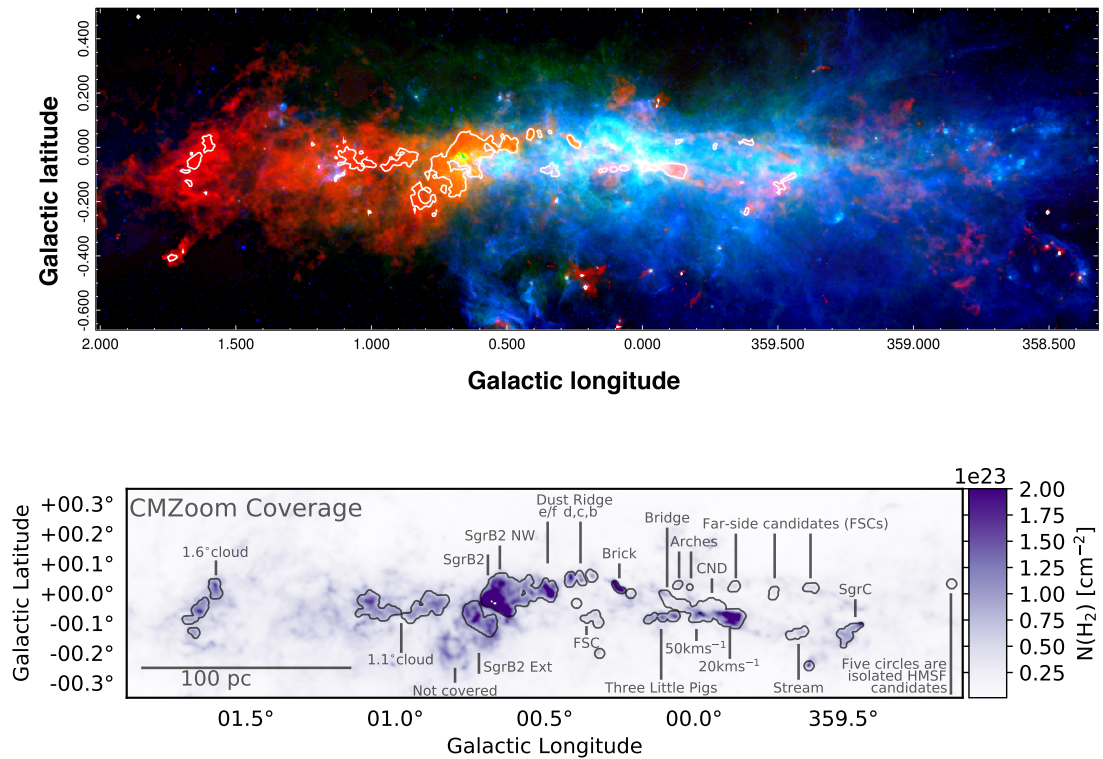 0.400
0.200
0.000
-0.200
-0.400
-0.600
Galactic latitude
2.000 1.500 1.000 0.500 0.000 359.500 359.000 358.500
Galactic longitude
1e23
CMZoom Coverage
+00.3°
+00.2°
+00.1°
+00.0°
-00.1°
-00.2°
-00.3°
Galactic Latitude
1.6°cloud
SgrB2
SgrB2 NW
Dust Ridge
e/f d,c,b
Brick
Bridge
Arches
CND
Far-side candidates (FSCs)
SgrC
1.1°cloud
Not covered
SgrB2 Ext
FSC
Three Little Pigs
50kms⁻¹
20kms⁻¹
Stream
Five circles are
isolated HMSF
candidates
100 pc
01.5° 01.0° 00.5° 00.0° 359.5°
Galactic Longitude
2.00
1.75
1.50
1.25
1.00
0.75
0.50
0.25
N(H₂) [cm⁻²]